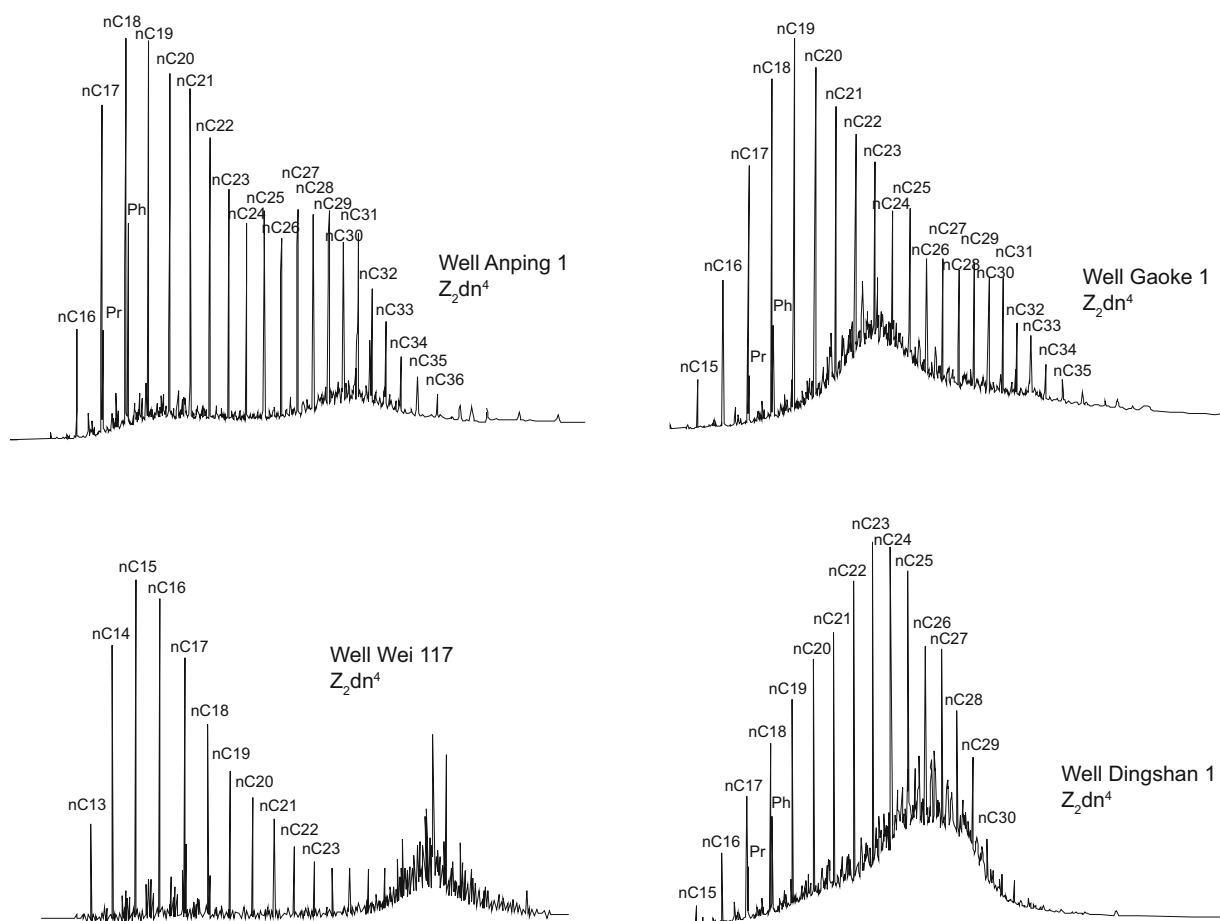 nC18
nC19
nC20
nC21
nC17
nC22
nC23
nC24
nC25
nC26
nC27
nC28
nC29
nC30
nC31
nC32
nC33
nC34
nC35
nC36
Ph
Pr
nC16
Well Anping 1
Z₂dn⁴
nC19
nC18
nC20
nC21
nC22
nC17
nC23
nC24
nC25
nC26
nC27
nC28
nC29
nC30
nC31
nC32
nC33
nC34
nC35
nC16
Ph
Pr
nC15
Well Gaoke 1
Z₂dn⁴
nC15
nC16
nC14
nC17
nC18
nC19
nC20
nC21
nC22
nC23
nC13
Well Wei 117
Z₂dn⁴
nC23
nC24
nC25
nC22
nC26
nC27
nC21
nC20
nC19
nC28
nC29
nC30
nC18
nC17
Ph
Pr
nC16
nC15
Well Dingshan 1
Z₂dn⁴